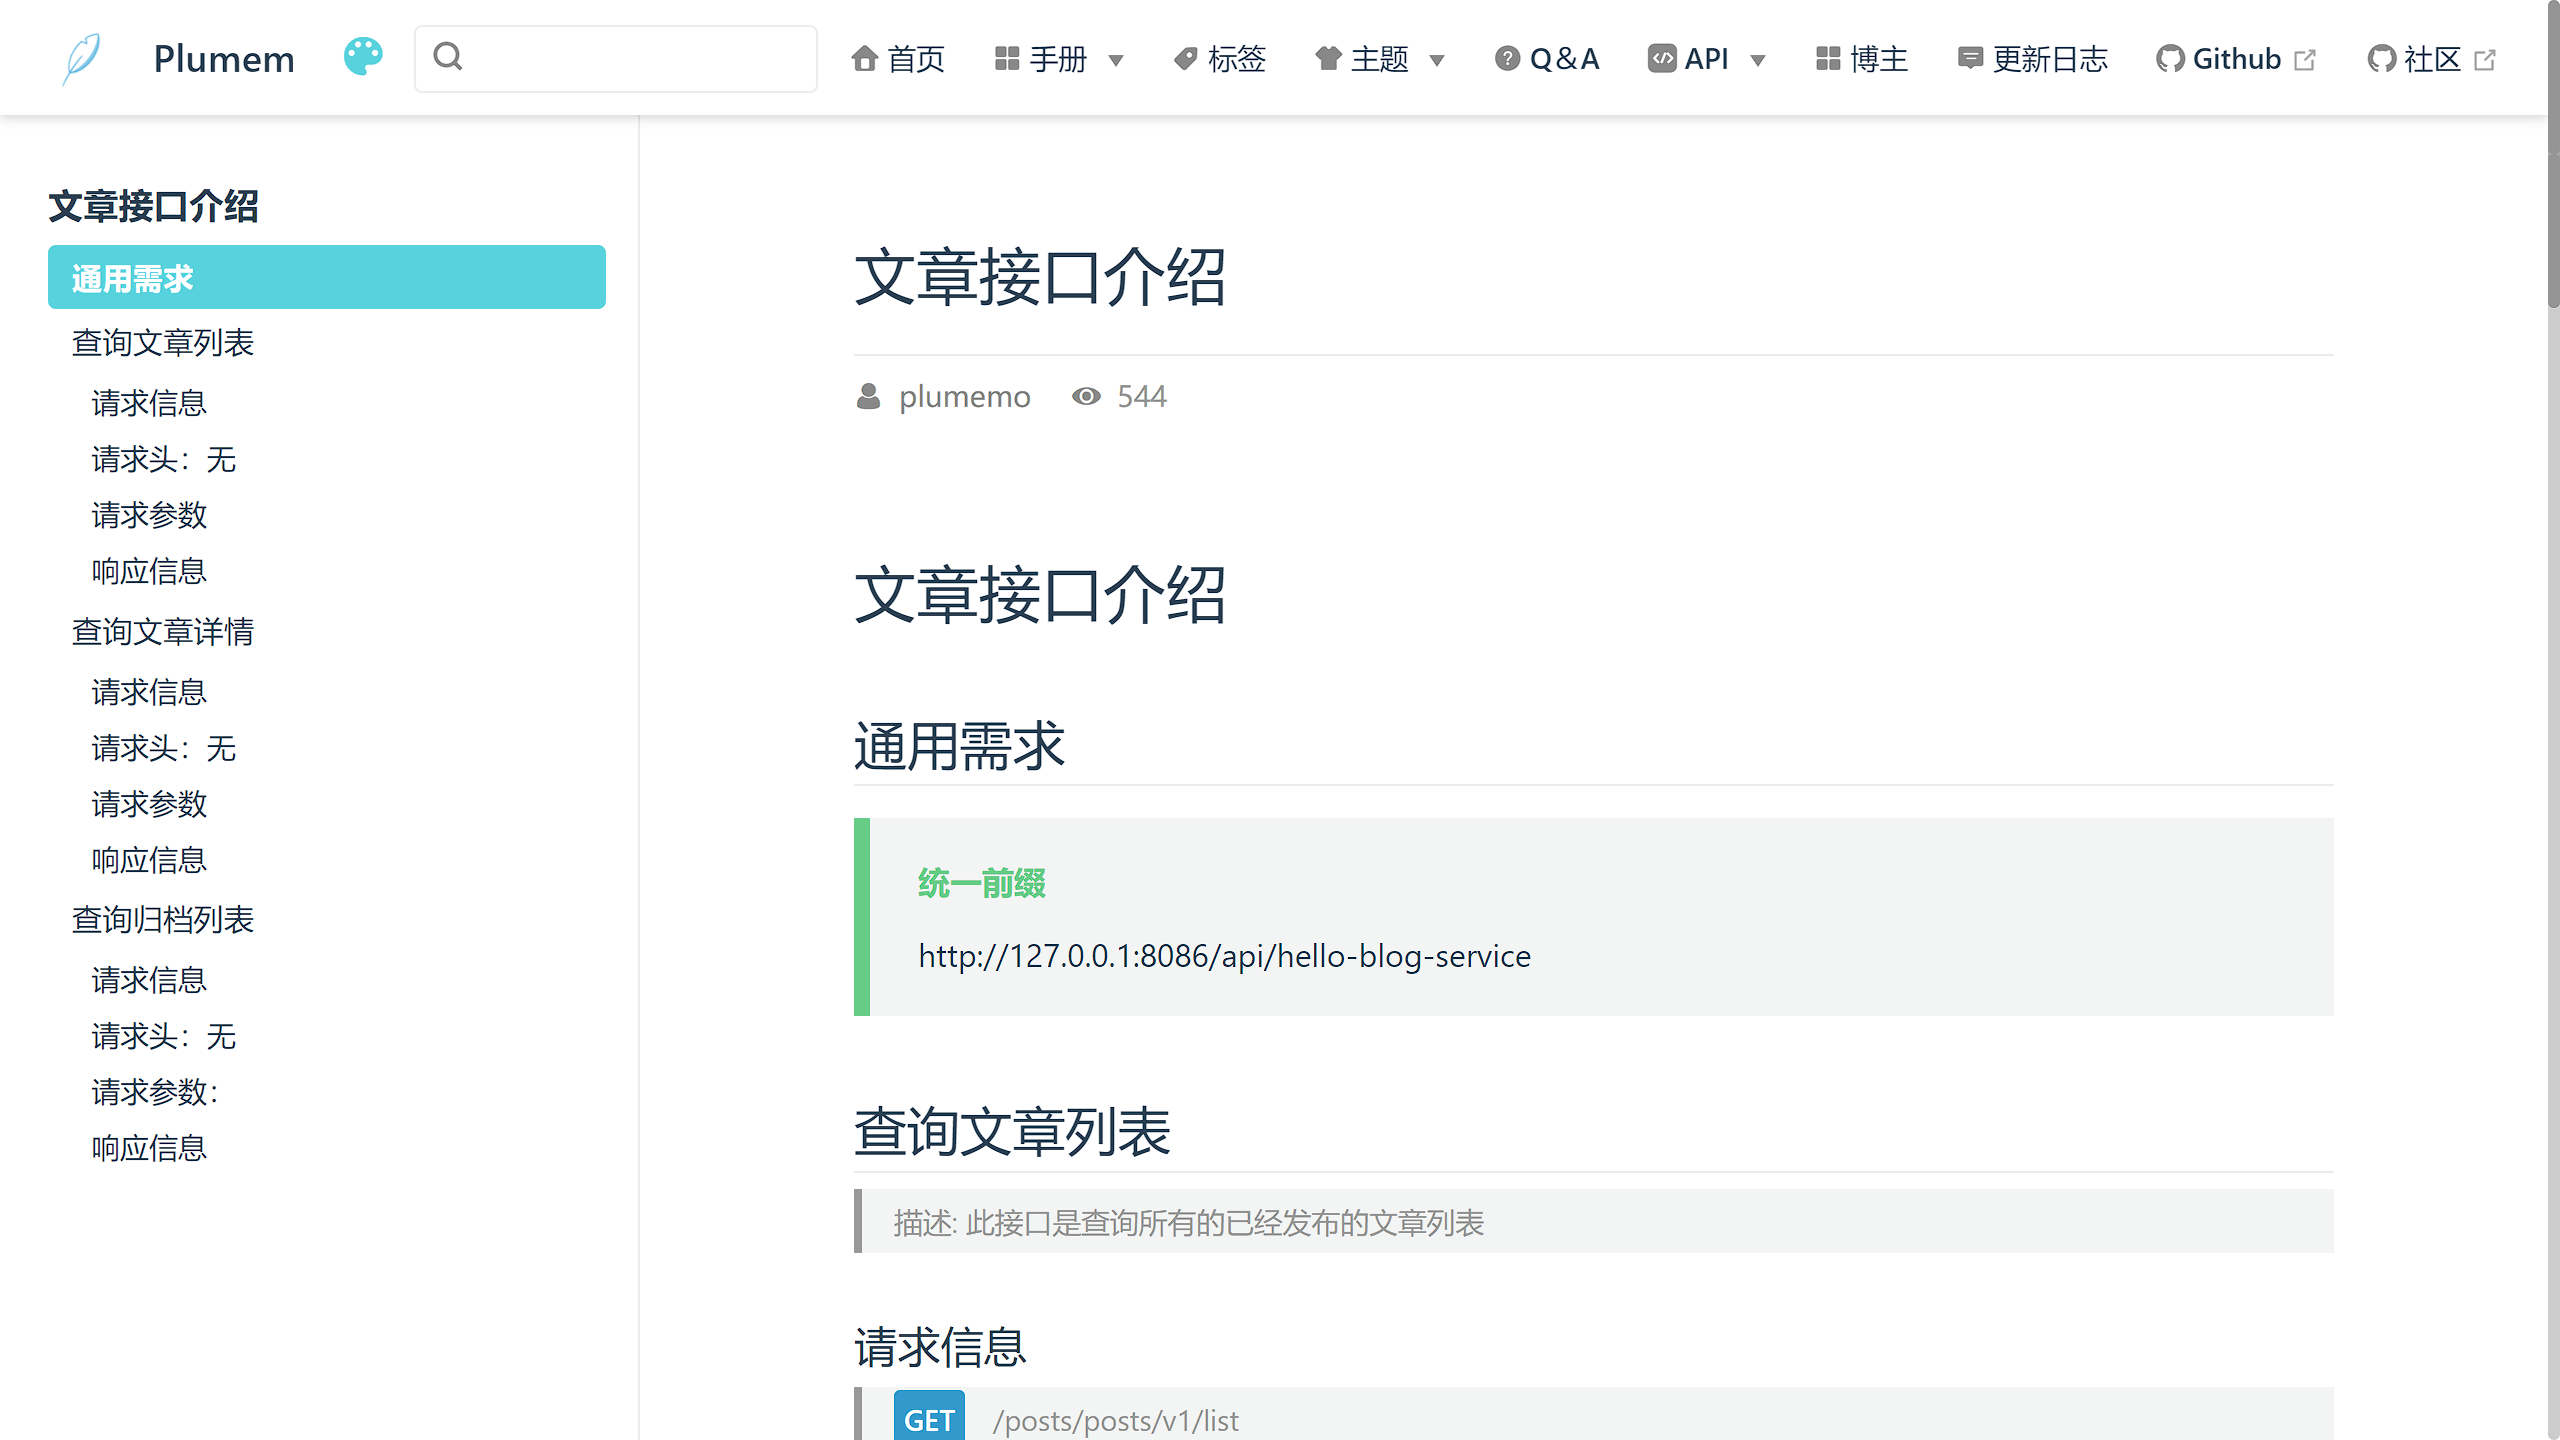 Plumem
首页
手册
标签
主题
Q&A
API
博主
更新日志
Github
社区
文章接口介绍
通用需求
查询文章列表
请求信息
请求头：无
请求参数
响应信息
查询文章详情
请求信息
请求头：无
请求参数
响应信息
查询归档列表
请求信息
请求头：无
请求参数：
响应信息
文章接口介绍
plumemo 544
文章接口介绍
通用需求
统一前缀
http://127.0.0.1:8086/api/hello-blog-service
查询文章列表
描述: 此接口是查询所有的已经发布的文章列表
请求信息
GET /posts/posts/v1/list